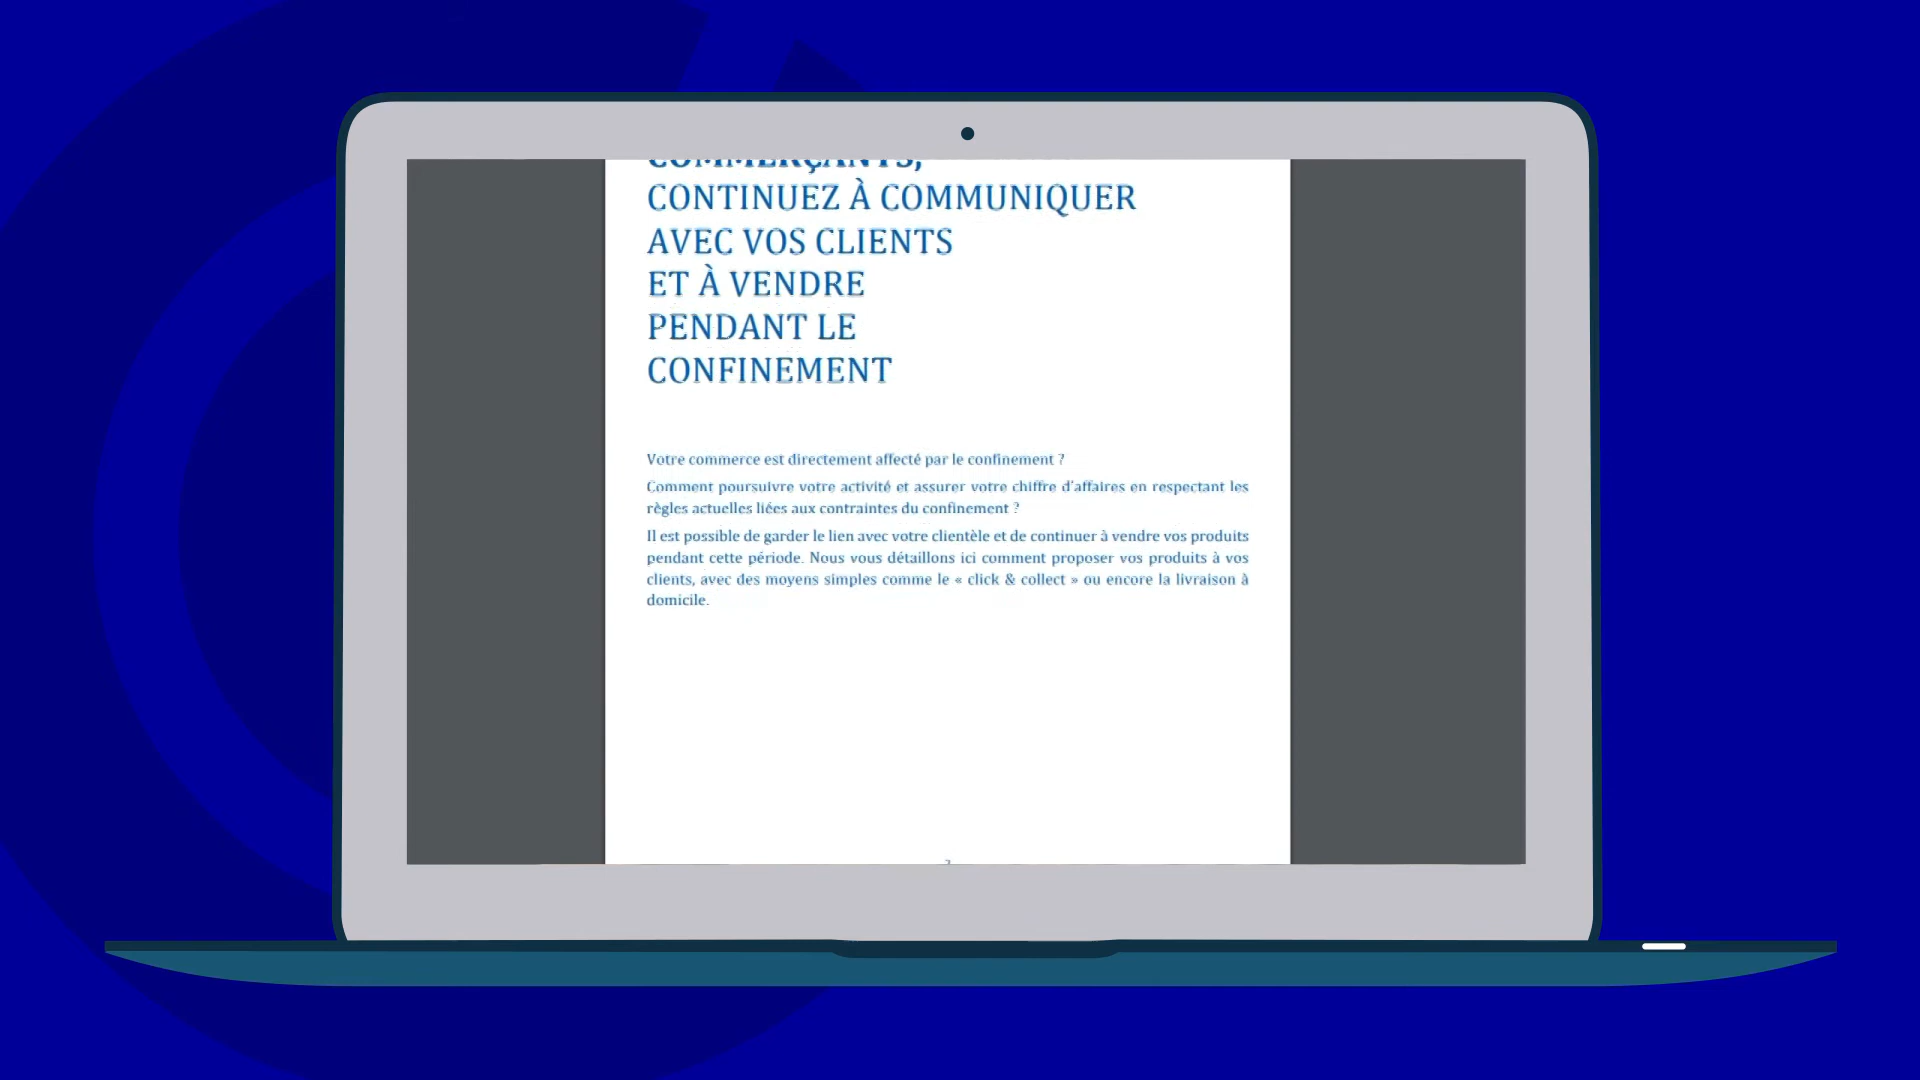 COMMERÇANTS,
CONTINUEZ À COMMUNIQUER
AVEC VOS CLIENTS
ET À VENDRE
PENDANT LE
CONFINEMENT
Votre commerce est directement affecté par le confinement ?
Comment poursuivre votre activité et assurer votre chiffre d'affaires en respectant les
règles actuelles liées aux contraintes du confinement ?
Il est possible de garder le lien avec votre clientèle et de continuer à vendre vos produits
pendant cette période. Nous vous détaillons ici comment proposer vos produits à vos
clients, avec des moyens simples comme le « click & collect » ou encore la livraison à
domicile.